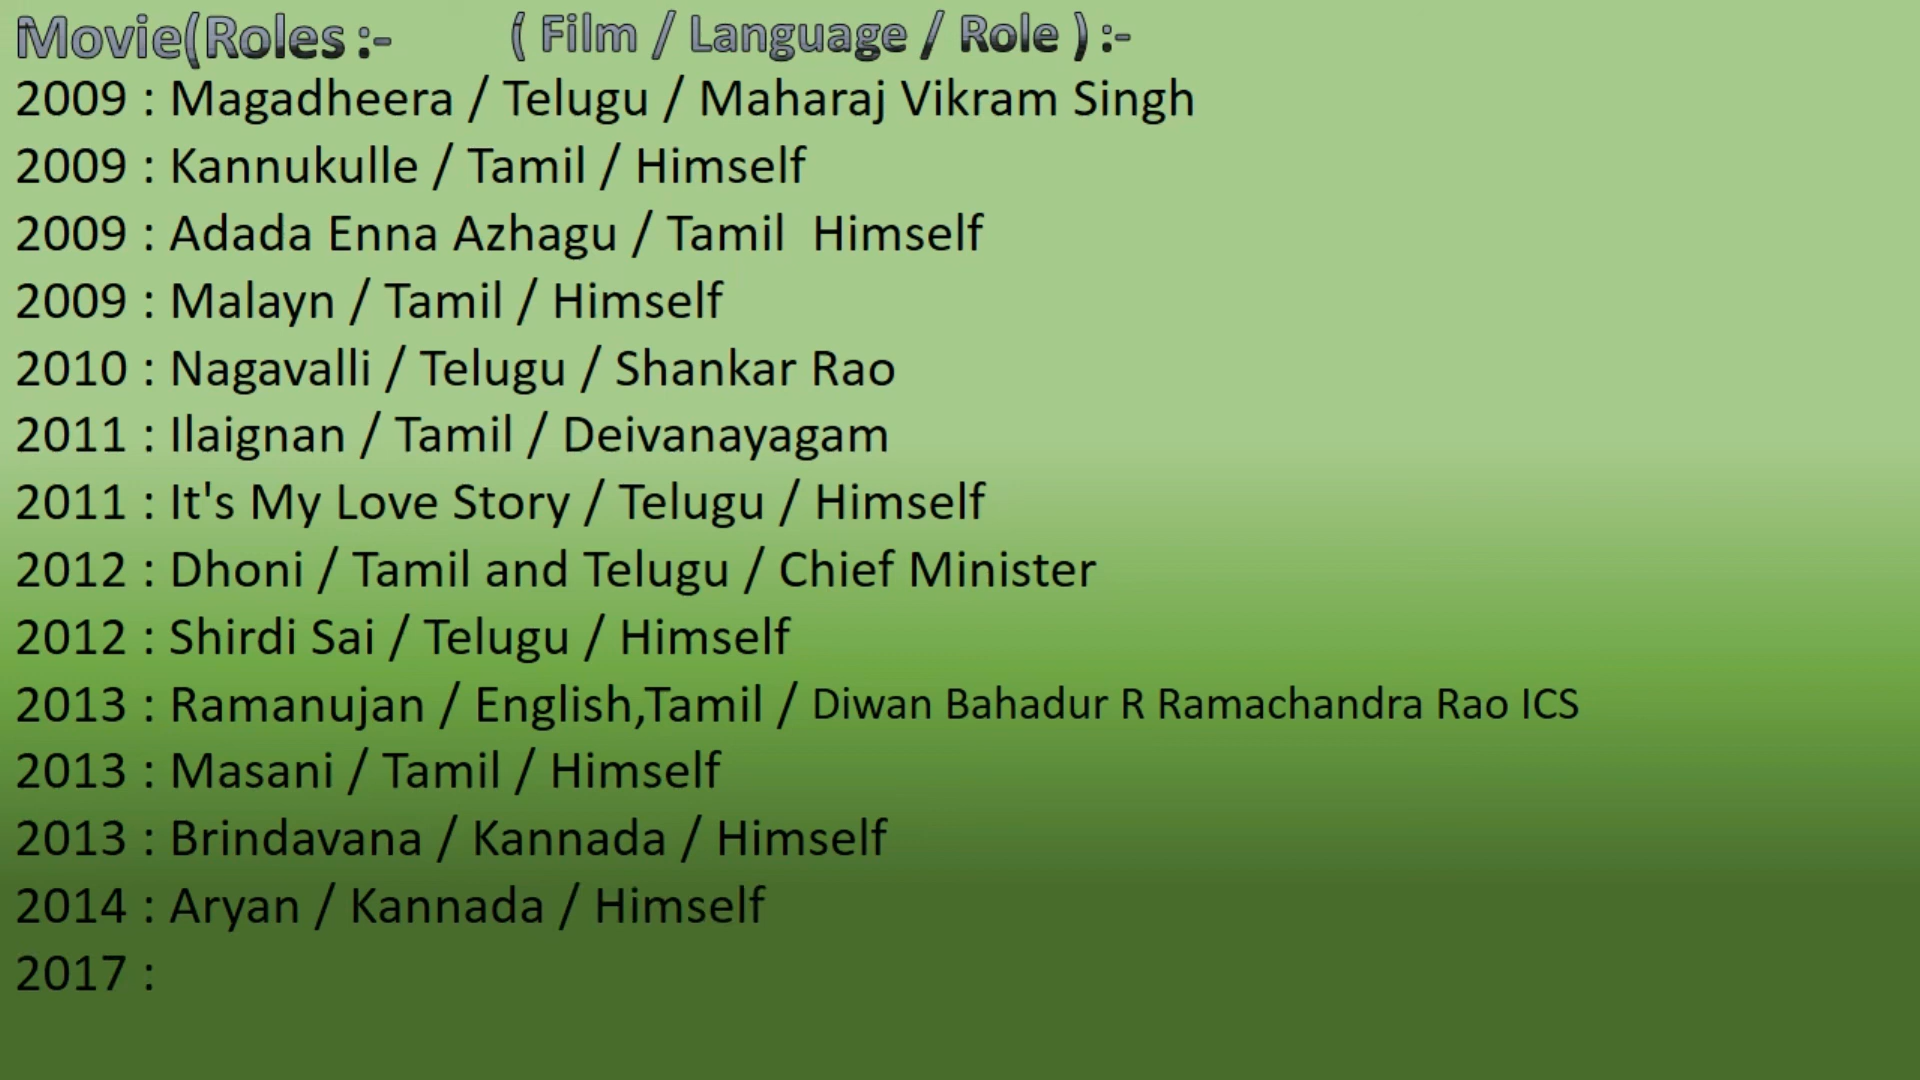 Movie(Roles :- ( Film / Language / Role ) :-
2009 : Magadheera / Telugu / Maharaj Vikram Singh
2009 : Kannukulle / Tamil / Himself
2009 : Adada Enna Azhagu / Tamil  Himself
2009 : Malayn / Tamil / Himself
2010 : Nagavalli / Telugu / Shankar Rao
2011 : Ilaignan / Tamil / Deivanayagam
2011 : It's My Love Story / Telugu / Himself
2012 : Dhoni / Tamil and Telugu / Chief Minister
2012 : Shirdi Sai / Telugu / Himself
2013 : Ramanujan / English,Tamil / Diwan Bahadur R Ramachandra Rao ICS
2013 : Masani / Tamil / Himself
2013 : Brindavana / Kannada / Himself
2014 : Aryan / Kannada / Himself
2017 :